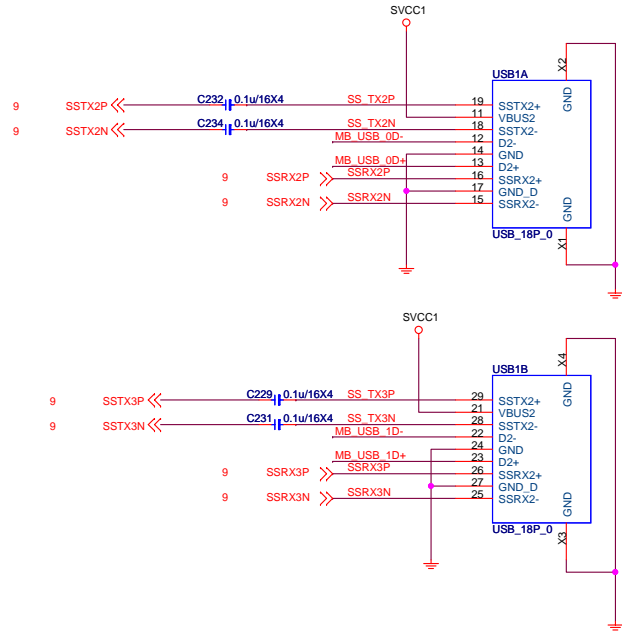 SVCC1
X2
USB1A
GND
C232 0.1u/16X4
9 SSTX2P SS_TX2P 19 SSTX2+
11 VBUS2
C234 0.1u/16X4
9 SSTX2N SS_TX2N 18 SSTX2-
MB_USB_0D- 12 D2-
14 GND
MB_USB_0D+ 13 D2+
9 SSRX2P SSRX2P 16 SSRX2+
17 GND_D
9 SSRX2N SSRX2N 15 SSRX2-
GND
USB_18P_0
X1
SVCC1
X4
USB1B
GND
C229 0.1u/16X4
9 SSTX3P SS_TX3P 29 SSTX2+
21 VBUS2
C231 0.1u/16X4
9 SSTX3N SS_TX3N 28 SSTX2-
MB_USB_1D- 22 D2-
24 GND
MB_USB_1D+ 23 D2+
9 SSRX3P SSRX3P 26 SSRX2+
27 GND_D
9 SSRX3N SSRX3N 25 SSRX2-
GND
USB_18P_0
X3